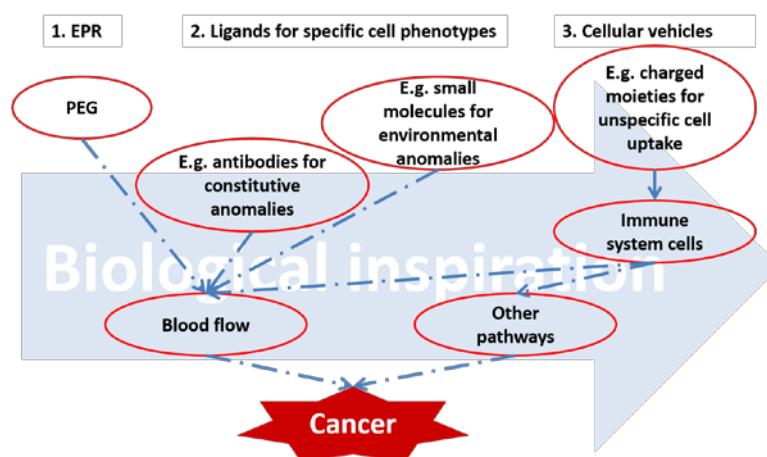 1. EPR
2. Ligands for specific cell phenotypes
3. Cellular vehicles
PEG
E.g. antibodies for
constitutive
anomalies
E.g. small
molecules for
environmental
anomalies
E.g. charged
moieties for
unspecific cell
uptake
Immune
system cells
Biological inspiration
Blood flow
Other
pathways
Cancer